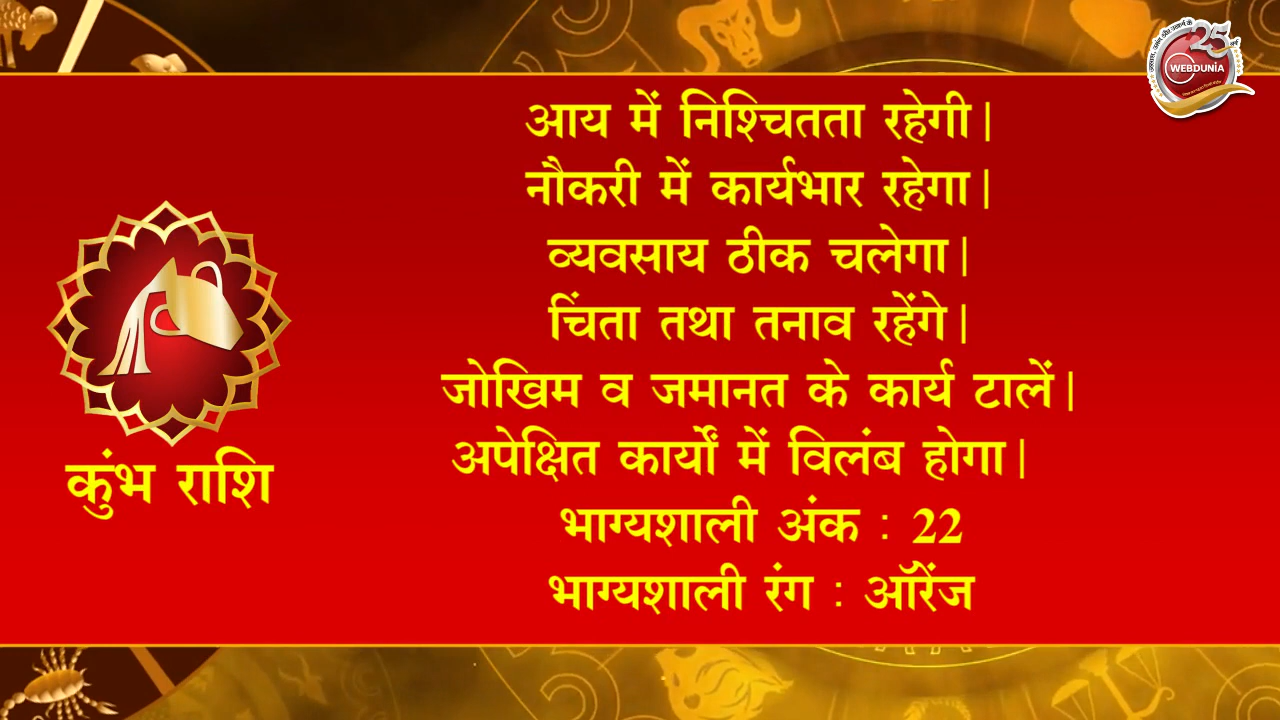 25
WEBDUNIA
आय में निश्चितता रहेगी|
नौकरी में कार्यभार रहेगा|
व्यवसाय ठीक चलेगा|
चिंता तथा तनाव रहेंगे|
जोखिम व जमानत के कार्य टालें|
अपेक्षित कार्यों में विलंब होगा|
भाग्यशाली अंक : 22
भाग्यशाली रंग : ऑरेंज
कुंभ राशि